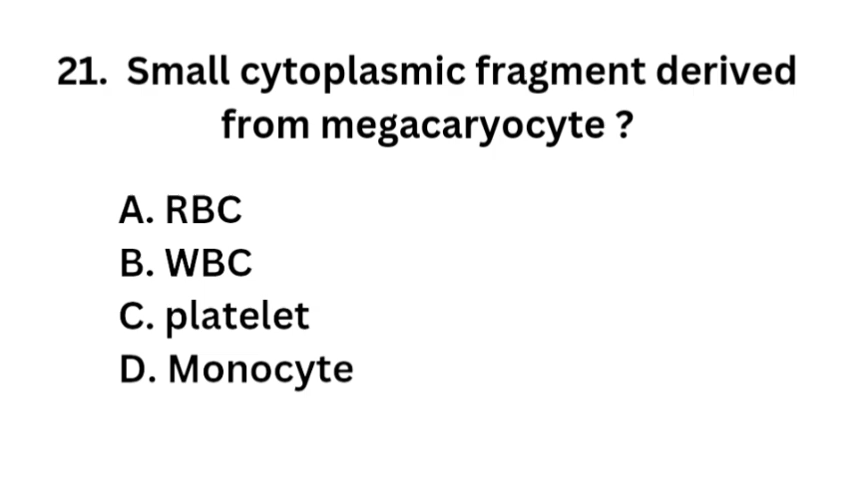 21. Small cytoplasmic fragment derived
from megacaryocyte ?
A. RBC
B. WBC
C. platelet
D. Monocyte